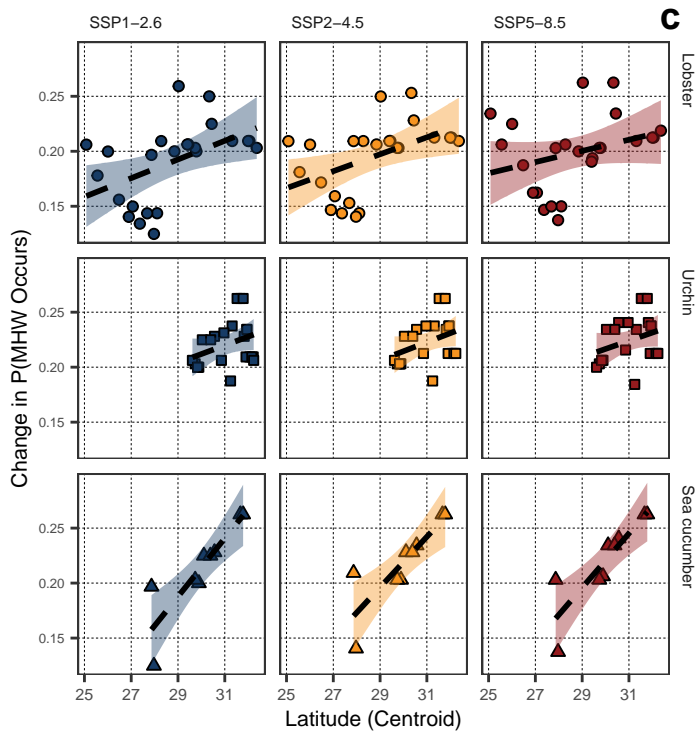 SSP1−2.6 SSP2−4.5 SSP5−8.5 c
Lobster
0.25
0.20
0.15
Urchin
0.25
0.20
0.15
Sea cucumber
0.25
0.20
0.15
Change in P(MHW Occurs)
25 27 29 31 25 27 29 31 25 27 29 31
Latitude (Centroid)